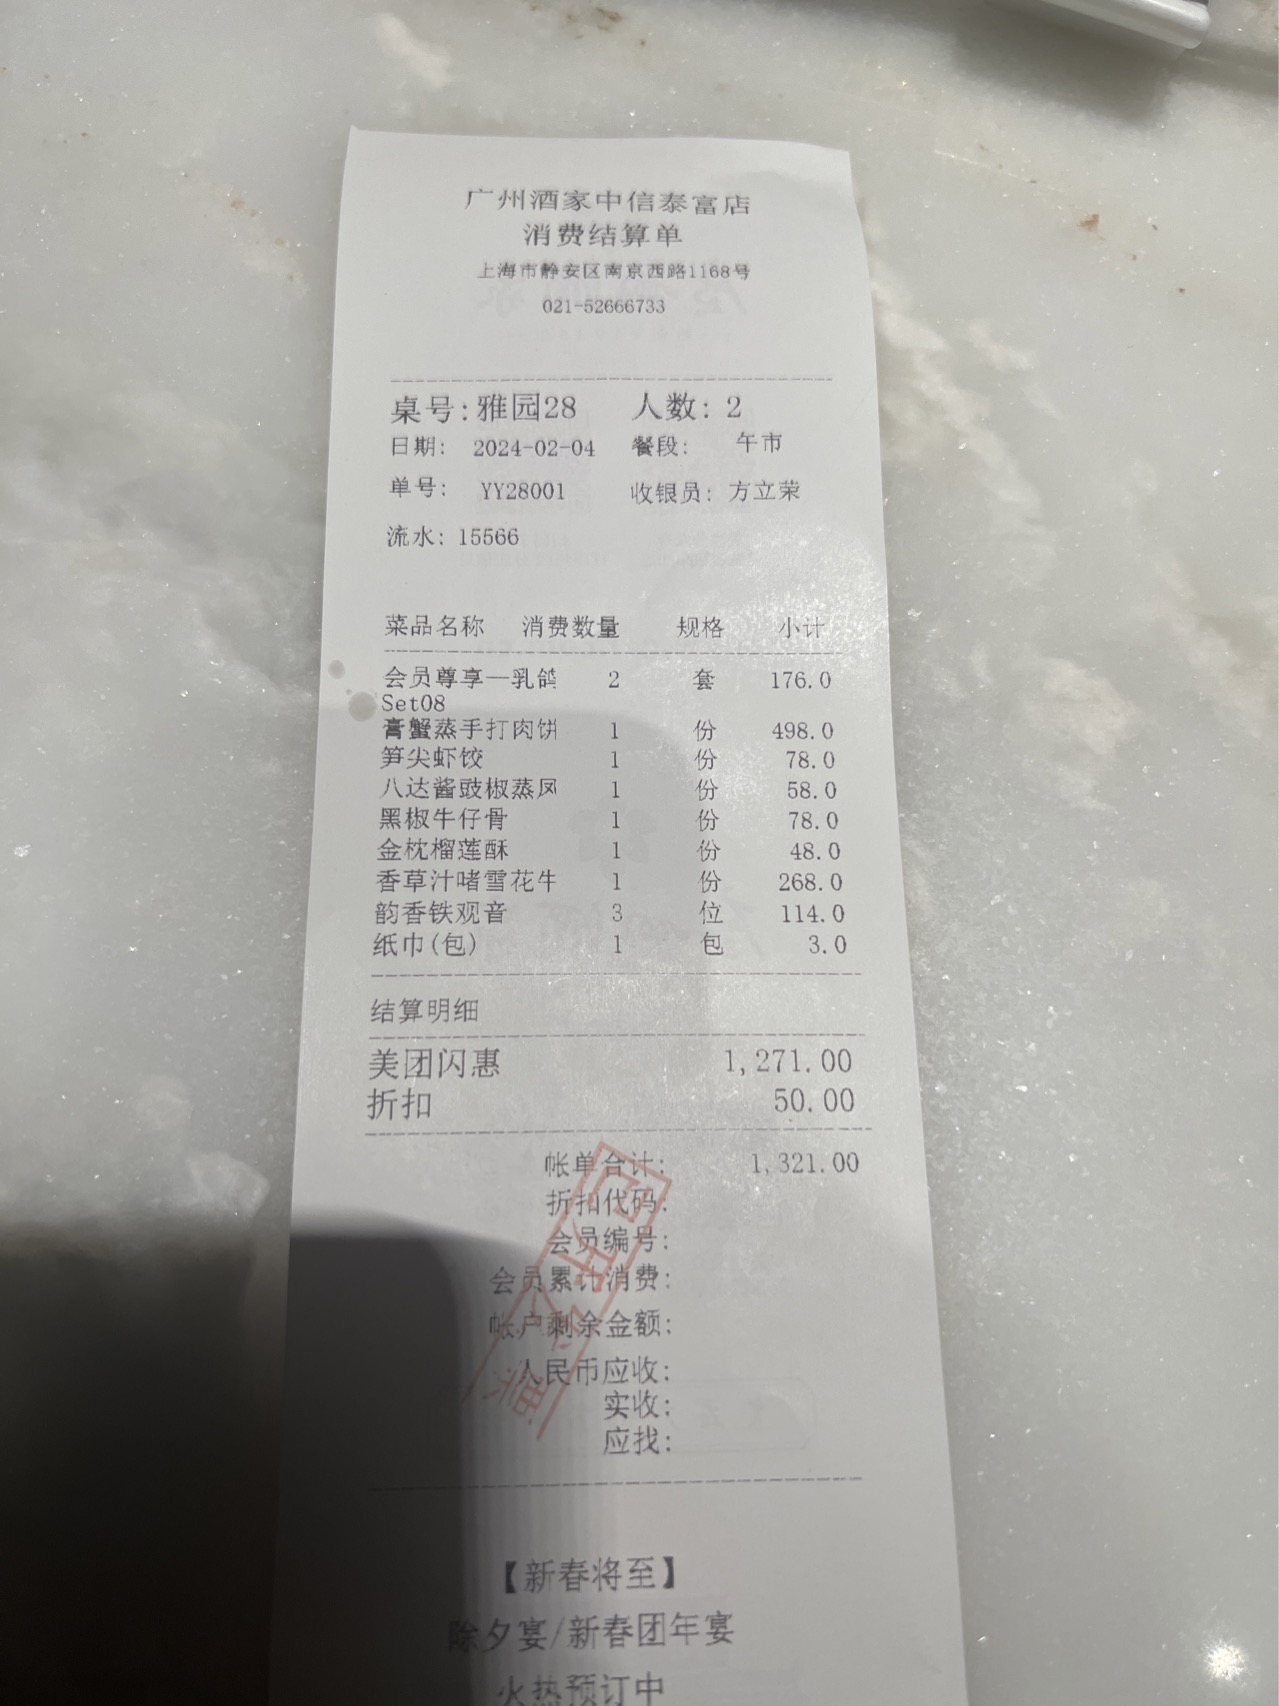 广州酒家中信泰富店
消费结算单
上海市静安区南京西路1168号
021-52666733
桌号:雅园28 人数: 2
日期: 2024-02-04 餐段: 午市
单号: YY28001 收银员: 方立荣
流水: 15566
菜品名称 消费数量 规格 小计
会员尊享—乳鸽 2 套 176.0
Set08
膏蟹蒸手打肉饼 1 份 498.0
笋尖虾饺 1 份 78.0
八达酱豉椒蒸凤 1 份 58.0
黑椒牛仔骨 1 份 78.0
金枕榴莲酥 1 份 48.0
香草汁啫雪花牛 1 份 268.0
韵香铁观音 3 位 114.0
纸巾(包) 1 包 3.0
结算明细
美团闪惠 1,271.00
折扣 50.00
帐单合计: 1,321.00
折扣代码:
会员编号:
会员累计消费:
帐户剩余金额:
人民币应收:
实收:
应找:
已开发票
【新春将至】
除夕宴/新春团年宴
火热预订中